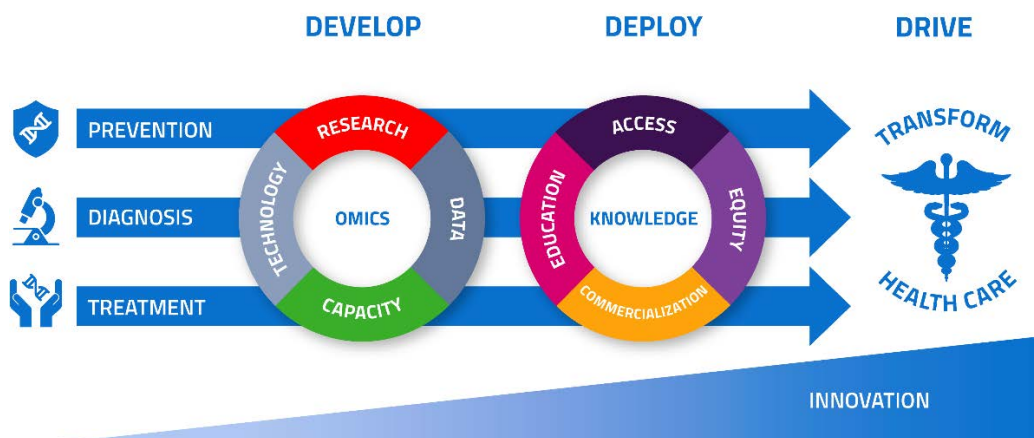 DEVELOP
DEPLOY
DRIVE
PREVENTION
DIAGNOSIS
TREATMENT
RESEARCH
DATA
CAPACITY
TECHNOLOGY
OMICS
ACCESS
EQUITY
COMMERCIALIZATION
EDUCATION
KNOWLEDGE
TRANSFORM
HEALTH CARE
INNOVATION